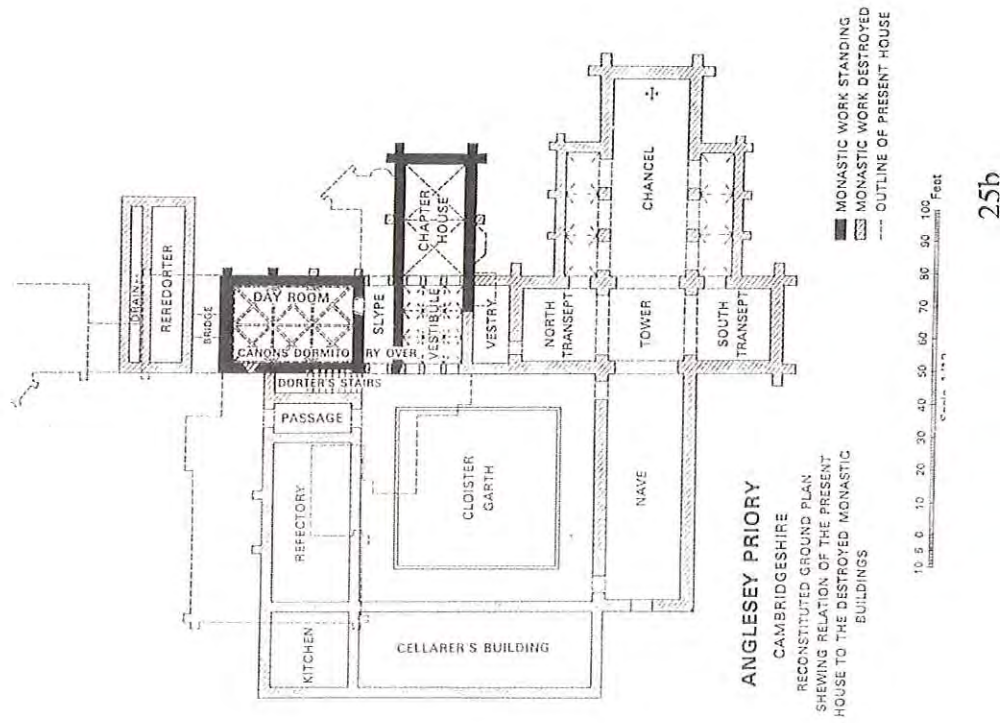 DRAIN
REREDORTER
BRIDGE
DAY ROOM
CANONS DORMITORY OVER
DORTER'S STAIRS
PASSAGE
REFECTORY
KITCHEN
CELLARER'S BUILDING
CLOISTER
GARTH
SLYPE
CHAPTER
HOUSE
VESTIBULE
VESTRY
NORTH
TRANSEPT
TOWER
SOUTH
TRANSEPT
CHANCEL
NAVE
ANGLESEY PRIORY
CAMBRIDGESHIRE
RECONSTITUTED GROUND PLAN
SHEWING RELATION OF THE PRESENT
HOUSE TO THE DESTROYED MONASTIC
BUILDINGS
MONASTIC WORK STANDING
MONASTIC WORK DESTROYED
OUTLINE OF PRESENT HOUSE
10 5 0 10 20 30 40 50 60 70 80 90 100 Feet
25b